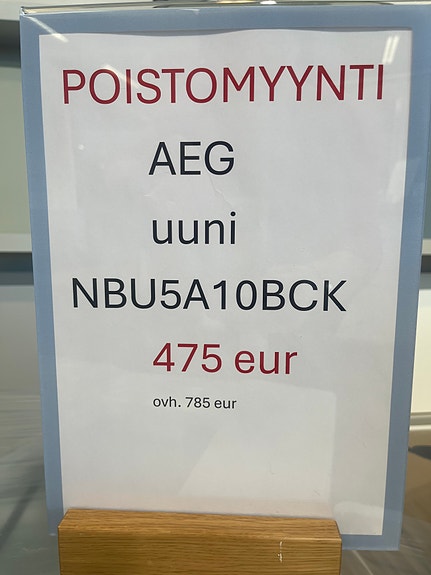 POISTOMYYNTI
AEG
uuni
NBU5A10BCK
475 eur
ovh. 785 eur